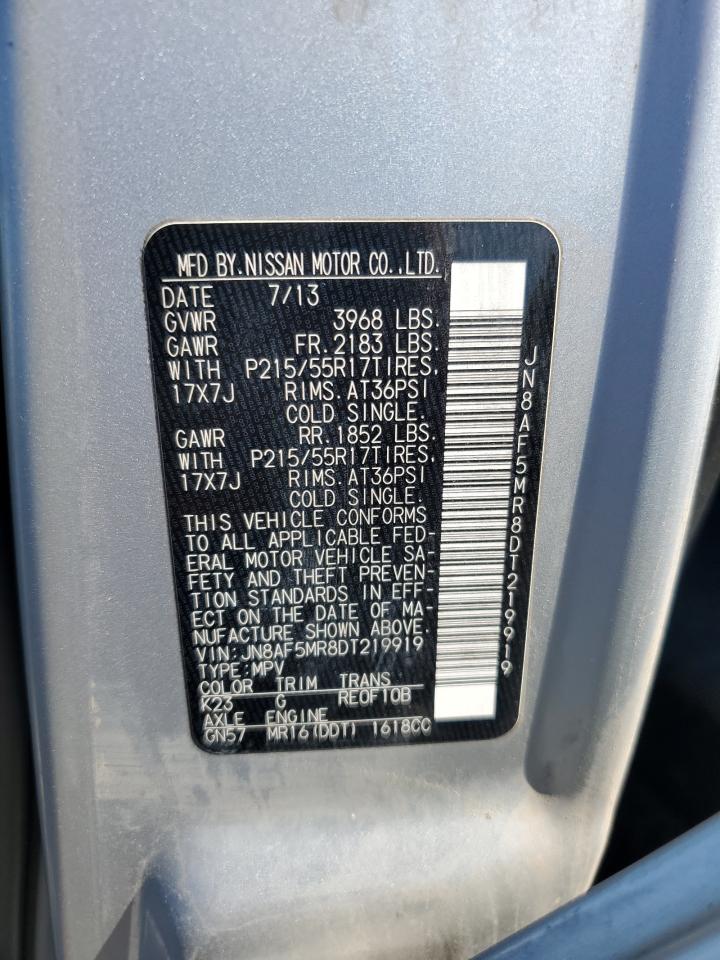 MFD BY.NISSAN MOTOR CO.,LTD.
DATE 7/13
GVWR 3968 LBS.
GAWR FR.2183 LBS.
WITH P215/55R17TIRES.
17X7J RIMS.AT36PSI
COLD SINGLE.
GAWR RR.1852 LBS.
WITH P215/55R17TIRES.
17X7J RIMS.AT36PSI
COLD SINGLE.
THIS VEHICLE CONFORMS
TO ALL APPLICABLE FED-
ERAL MOTOR VEHICLE SA-
FETY AND THEFT PREVEN-
TION STANDARDS IN EFF-
ECT ON THE DATE OF MA-
NUFACTURE SHOWN ABOVE.
VIN:JN8AF5MR8DT219919
TYPE:MPV
COLOR TRIM TRANS
K23 G RE0F10B
AXLE ENGINE
GN57 MR16(DDT) 1618CC
JN8AF5MR8DT219919